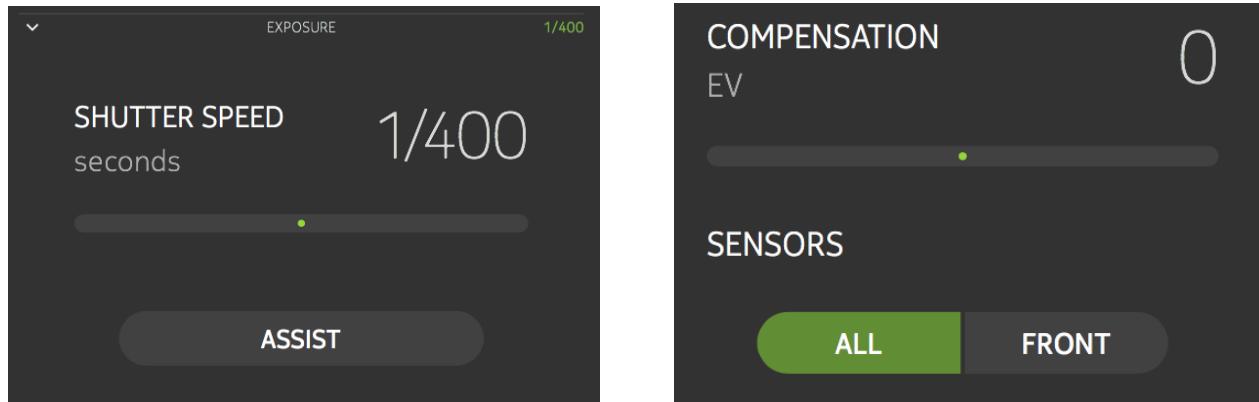 EXPOSURE 1/400
SHUTTER SPEED 1/400
seconds
ASSIST
COMPENSATION 0
EV
SENSORS
ALL FRONT